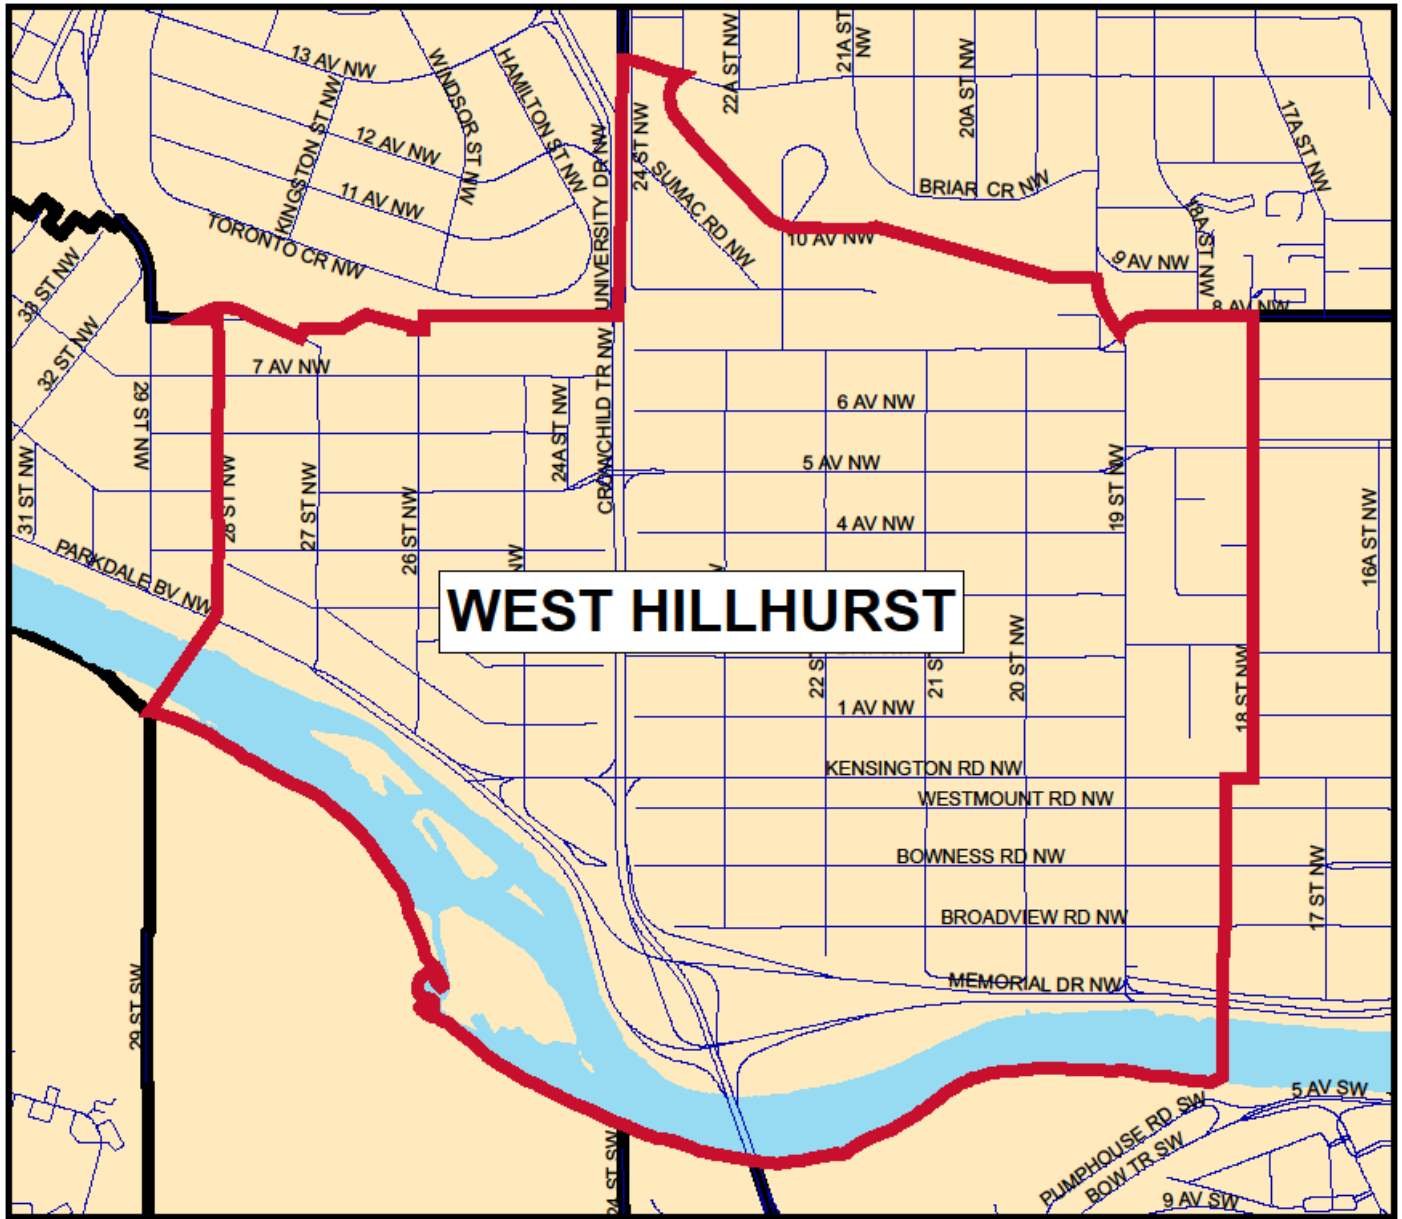 13 AV NW
WINDSOR ST NW
HAMILTON ST NW
22A ST NW
21A ST NW
20A ST NW
17A ST NW
KINGSTON ST NW
12 AV NW
11 AV NW
TORONTO CR NW
UNIVERSITY DR NW
24 ST NW
SUMAC RD NW
BRIAR CR NW
18A ST NW
10 AV NW
9 AV NW
8 AV NW
33 ST NW
32 ST NW
7 AV NW
29 ST NW
24A ST NW
CROWCHILD TR NW
6 AV NW
5 AV NW
4 AV NW
19 ST NW
31 ST NW
28 ST NW
27 ST NW
26 ST NW
NW
16A ST NW
PARKDALE BV NW
WEST HILLHURST
22 S
21 S
20 ST NW
18 ST NW
1 AV NW
KENSINGTON RD NW
WESTMOUNT RD NW
BOWNESS RD NW
17 ST NW
BROADVIEW RD NW
MEMORIAL DR NW
29 ST SW
24 ST SW
5 AV SW
PUMPHOUSE RD SW
BOW TR SW
9 AV SW